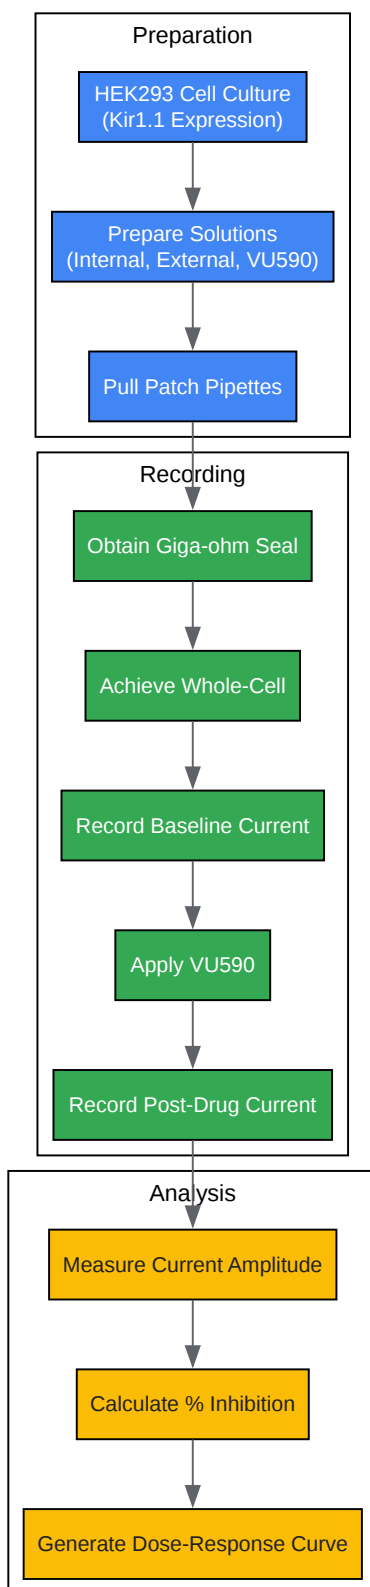 Preparation
HEK293 Cell Culture
(Kir1.1 Expression)
Prepare Solutions
(Internal, External, VU590)
Pull Patch Pipettes
Recording
Obtain Giga-ohm Seal
Achieve Whole-Cell
Record Baseline Current
Apply VU590
Record Post-Drug Current
Analysis
Measure Current Amplitude
Calculate % Inhibition
Generate Dose-Response Curve